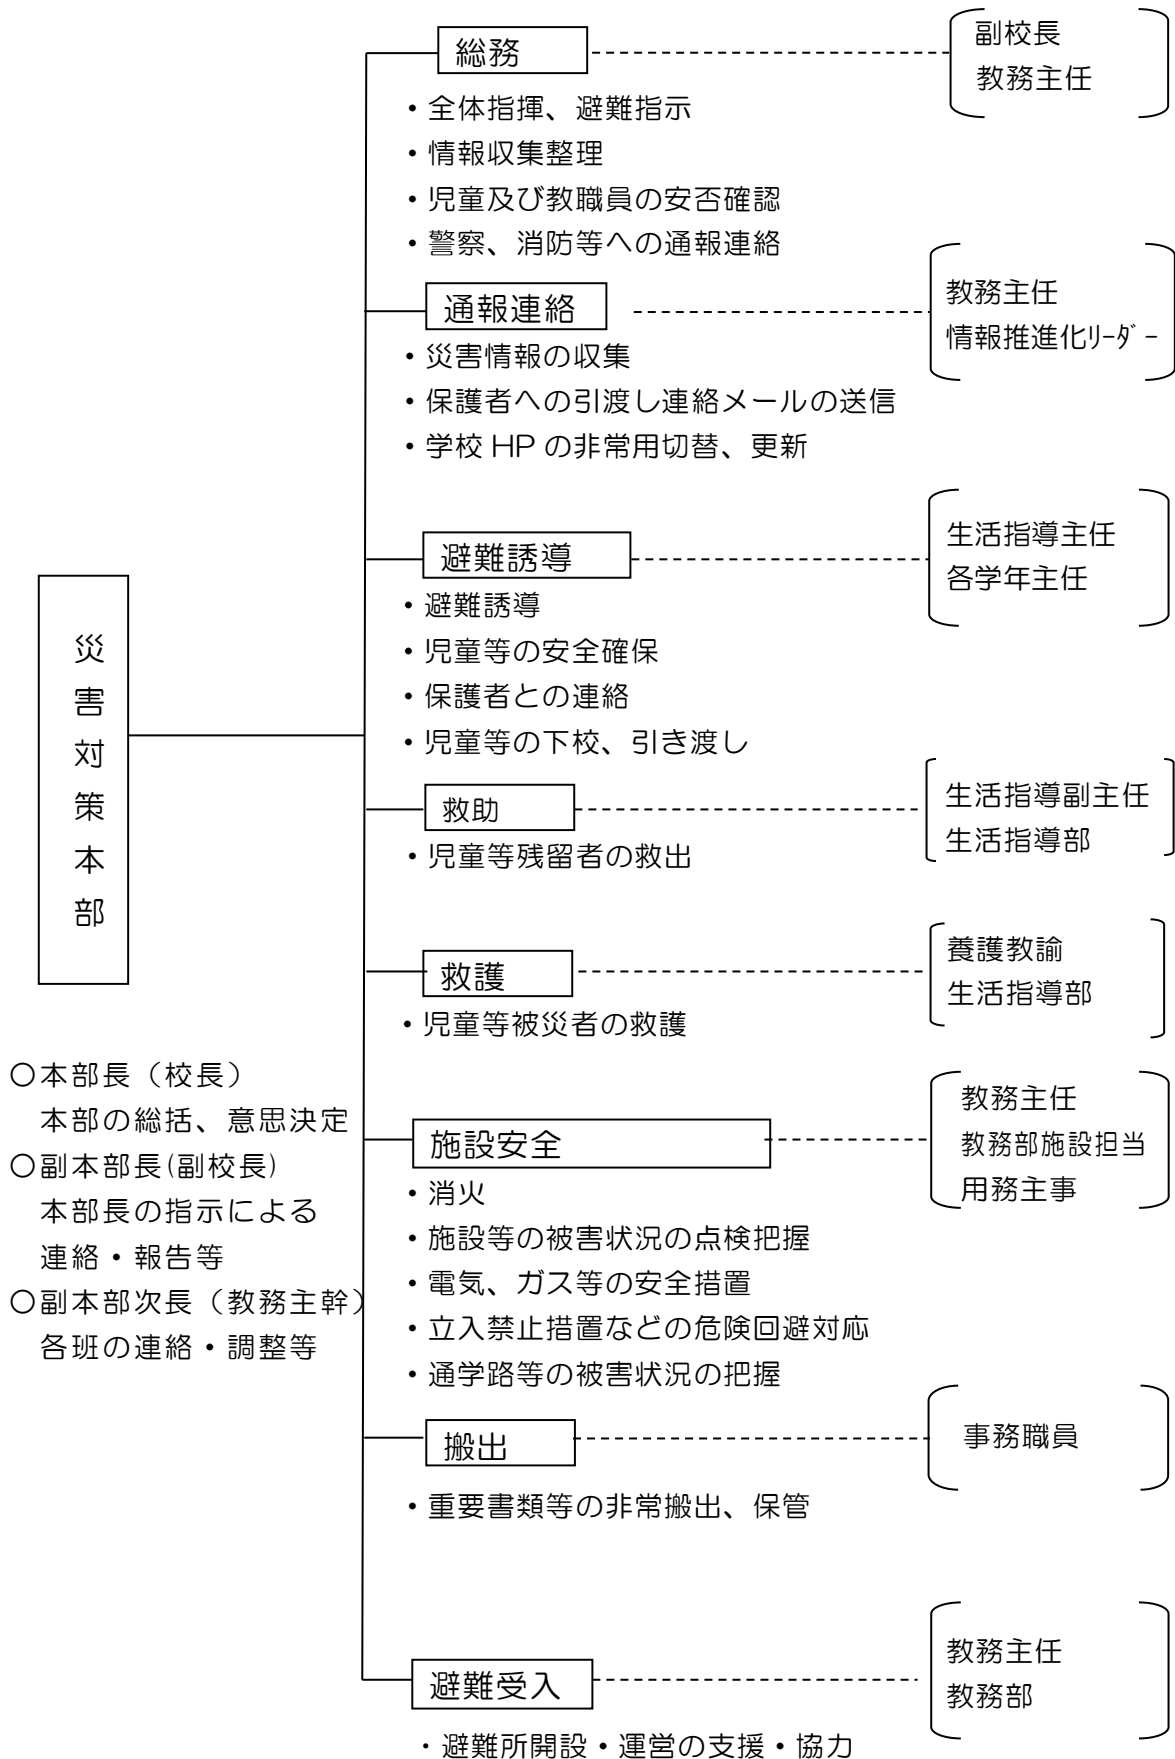 総務
副校長
教務主任
・全体指揮、避難指示
・情報収集整理
・児童及び教職員の安否確認
・警察、消防等への通報連絡
通報連絡
教務主任
情報推進化ﾘｰﾀﾞｰ
・災害情報の収集
・保護者への引渡し連絡メールの送信
・学校 HP の非常用切替、更新
避難誘導
生活指導主任
各学年主任
・避難誘導
・児童等の安全確保
・保護者との連絡
・児童等の下校、引き渡し
災害対策本部
救助
生活指導副主任
生活指導部
・児童等残留者の救出
救護
養護教諭
生活指導部
・児童等被災者の救護
〇本部長（校長）
本部の総括、意思決定
〇副本部長(副校長)
本部長の指示による
連絡・報告等
〇副本部次長（教務主幹）
各班の連絡・調整等
施設安全
教務主任
教務部施設担当
用務主事
・消火
・施設等の被害状況の点検把握
・電気、ガス等の安全措置
・立入禁止措置などの危険回避対応
・通学路等の被害状況の把握
搬出
事務職員
・重要書類等の非常搬出、保管
避難受入
教務主任
教務部
・避難所開設・運営の支援・協力